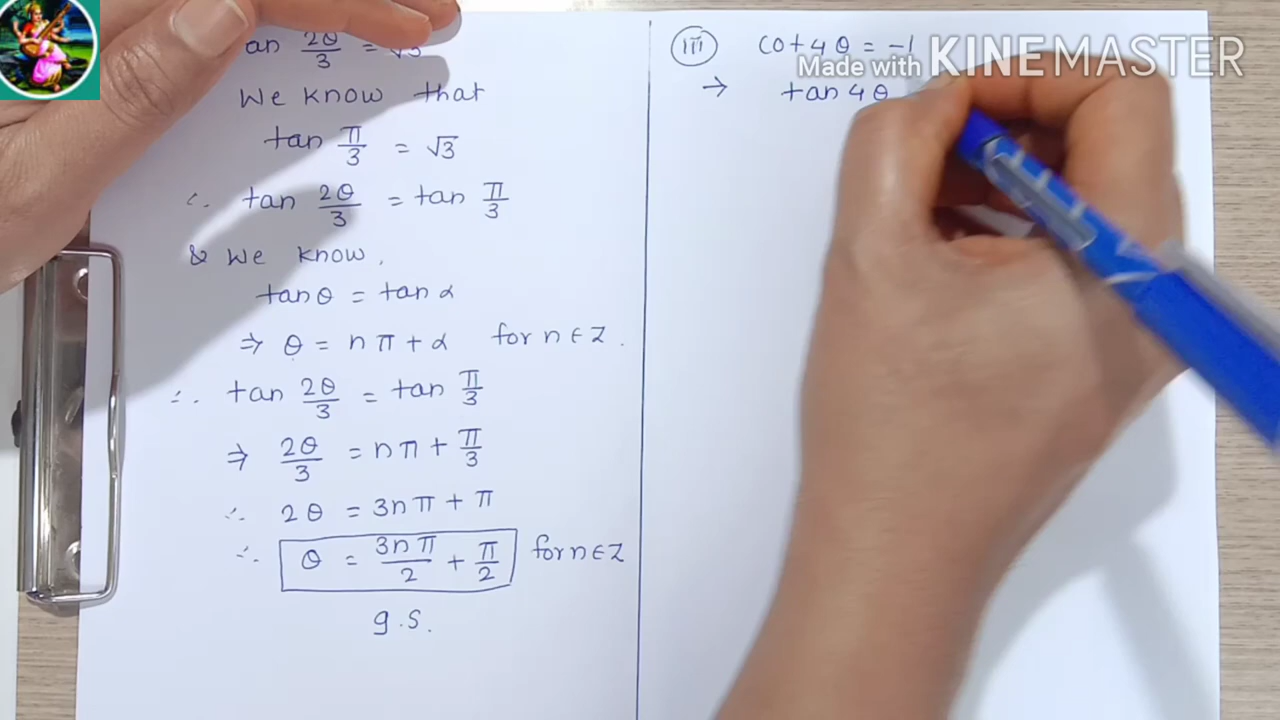 tan 2θ/3 = √3
We know that
tan π/3 = √3
∴ tan 2θ/3 = tan π/3
& We know,
tanθ = tanα
⇒ θ = nπ + α for n ∈ Z.
∴ tan 2θ/3 = tan π/3
⇒ 2θ/3 = nπ + π/3
∴ 2θ = 3nπ + π
∴ θ = 3nπ/2 + π/2 for n ∈ Z
g.s.
(iii) cot 4θ = -1
→ tan 4θ
Made with KINEMASTER